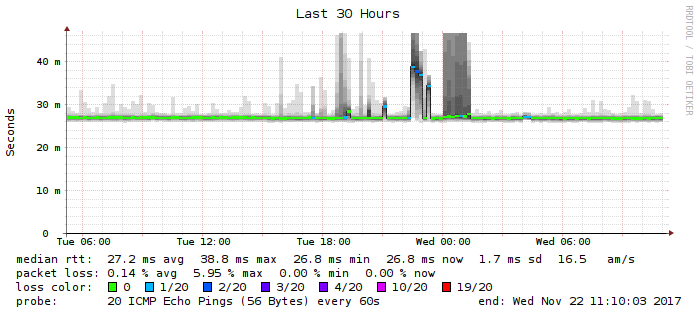 Last 30 Hours
RRDTOOL / TOBI OETIKER
Seconds
40 m
30 m
20 m
10 m
0
Tue 06:00 Tue 12:00 Tue 18:00 Wed 00:00 Wed 06:00
median rtt: 27.2 ms avg 38.8 ms max 26.8 ms min 26.8 ms now 1.7 ms sd 16.5 am/s
packet loss: 0.14 % avg 5.95 % max 0.00 % min 0.00 % now
loss color: 0 1/20 2/20 3/20 4/20 10/20 19/20
probe: 20 ICMP Echo Pings (56 Bytes) every 60s end: Wed Nov 22 11:10:03 2017